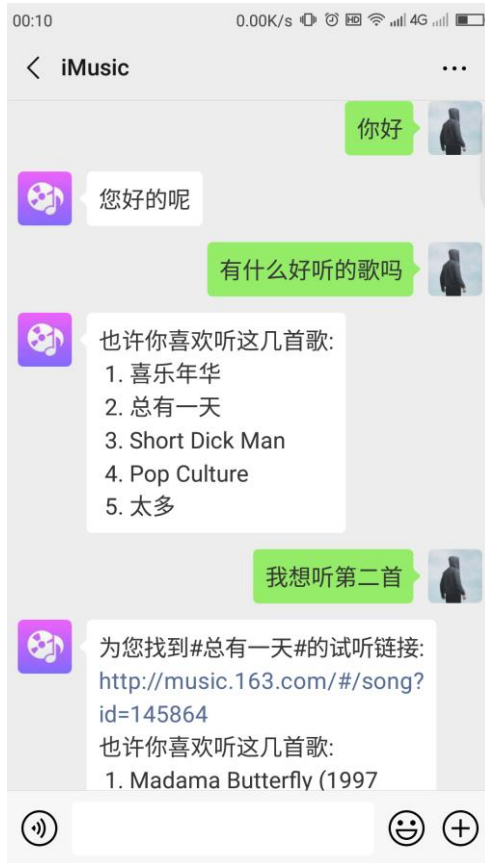 00:10 0.00K/s HD 4G
iMusic
你好
您好的呢
有什么好听的歌吗
也许你喜欢听这几首歌:
1. 喜乐年华
2. 总有一天
3. Short Dick Man
4. Pop Culture
5. 太多
我想听第二首
为您找到#总有一天#的试听链接:
http://music.163.com/#/song?
id=145864
也许你喜欢听这几首歌:
1. Madama Butterfly (1997